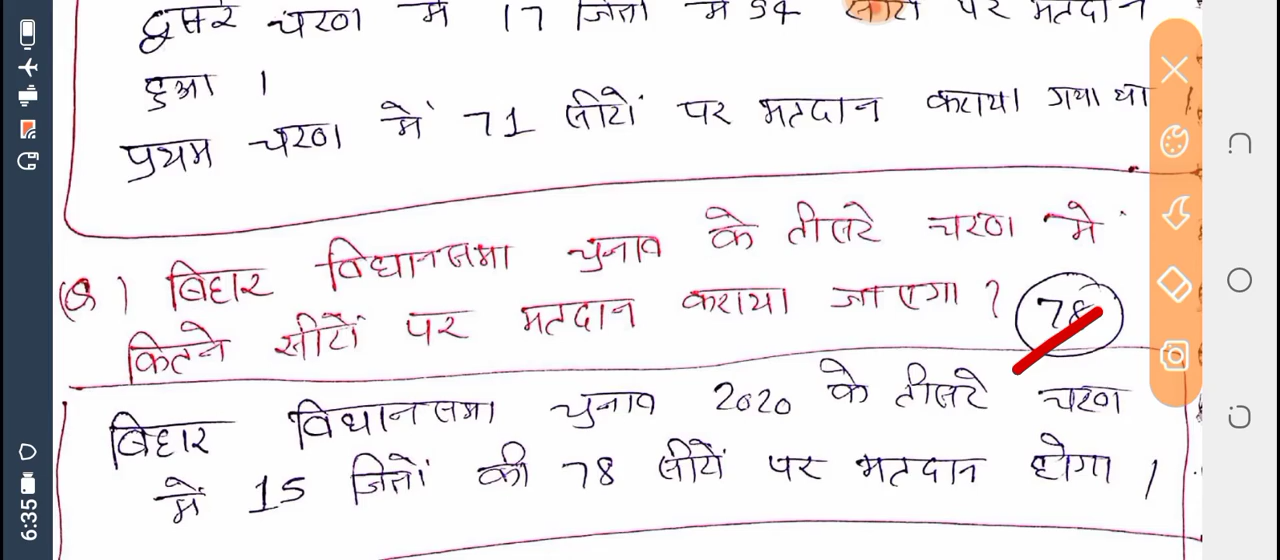 दूसरे चरण में 17 जिलों में 94 सीटों पर मतदान
हुआ ।
प्रथम चरण में 71 सीटों पर मतदान कराया गया था ।
(Q) बिहार विधानसभा चुनाव के तीसरे चरण में
कितने सीटों पर मतदान कराया जाएगा ? 78
बिहार विधानसभा चुनाव 2020 के तीसरे चरण
में 15 जिलों की 78 सीटों पर मतदान होगा ।
6:35